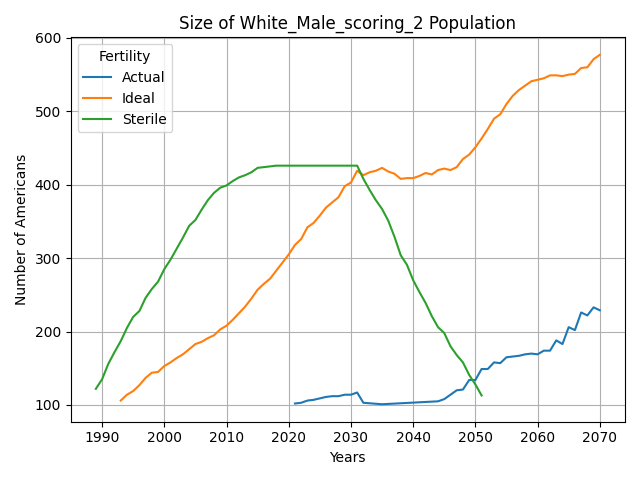 Size of White_Male_scoring_2 Population
Fertility
Actual
Ideal
Sterile
Number of Americans
600
500
400
300
200
100
1990 2000 2010 2020 2030 2040 2050 2060 2070
Years